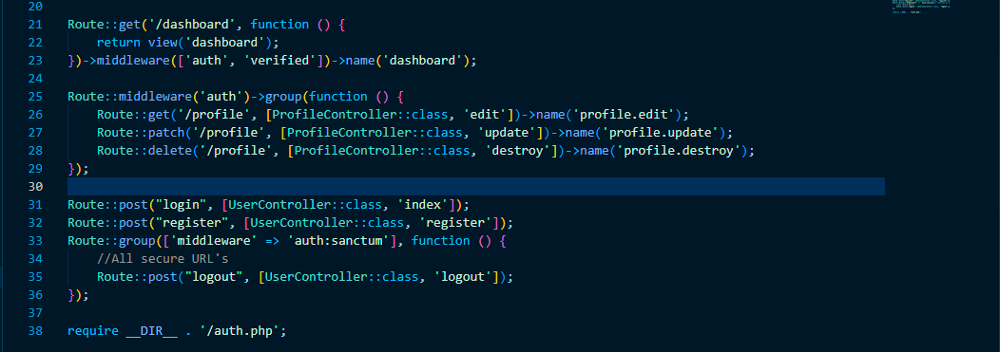 20
21 Route::get('/dashboard', function () {
22     return view('dashboard');
23 })->middleware(['auth', 'verified'])->name('dashboard');
24
25 Route::middleware('auth')->group(function () {
26     Route::get('/profile', [ProfileController::class, 'edit'])->name('profile.edit');
27     Route::patch('/profile', [ProfileController::class, 'update'])->name('profile.update');
28     Route::delete('/profile', [ProfileController::class, 'destroy'])->name('profile.destroy');
29 });
30
31 Route::post("login", [UserController::class, 'index']);
32 Route::post("register", [UserController::class, 'register']);
33 Route::group(['middleware' => 'auth:sanctum'], function () {
34     //All secure URL's
35     Route::post("logout", [UserController::class, 'logout']);
36 });
37
38 require __DIR__ . '/auth.php';